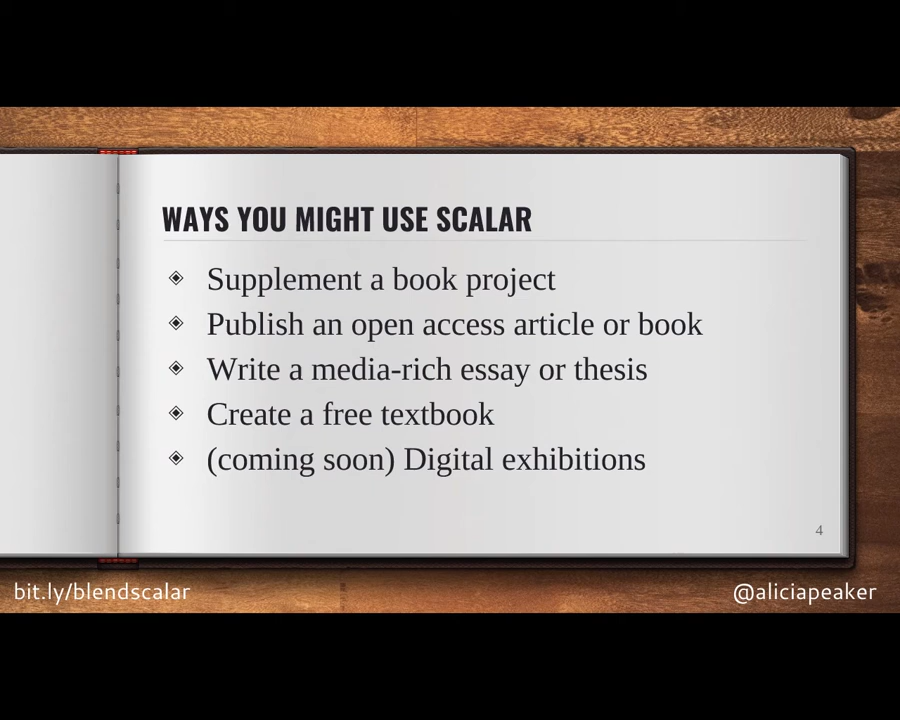 WAYS YOU MIGHT USE SCALAR
Supplement a book project
Publish an open access article or book
Write a media-rich essay or thesis
Create a free textbook
(coming soon) Digital exhibitions
4
bit.ly/blendscalar
@aliciapeaker